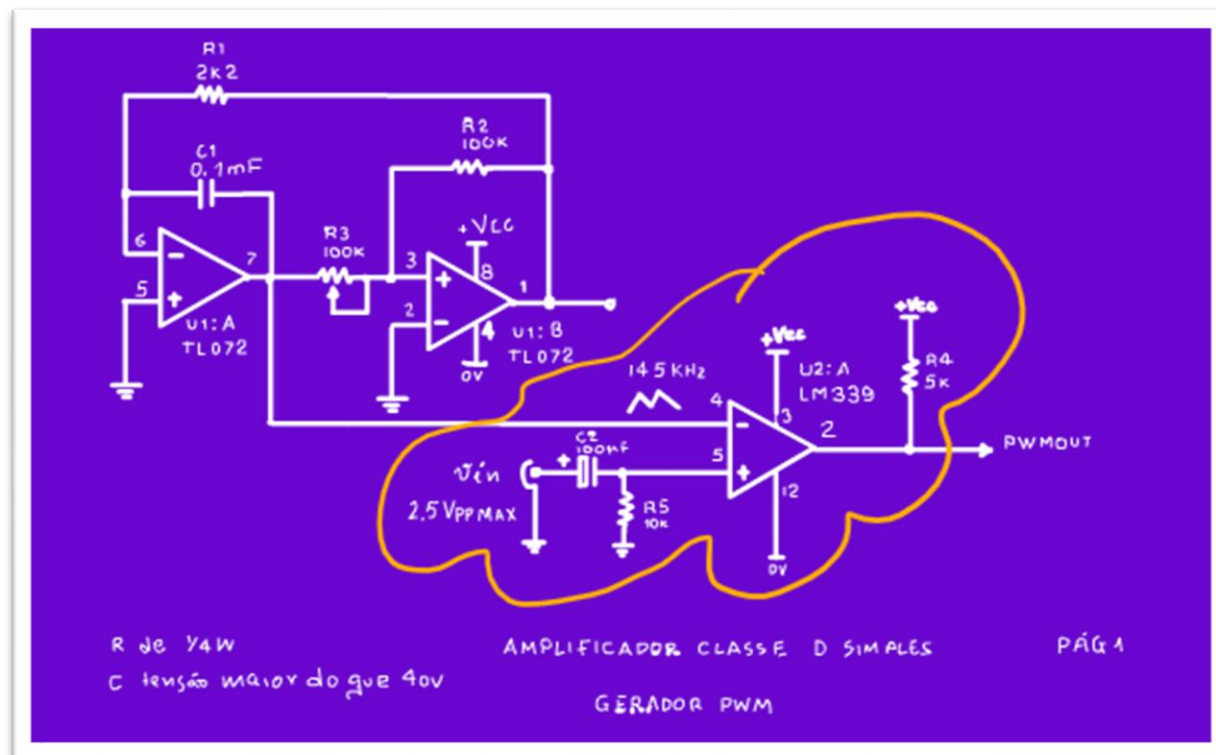 R1
2K2
R2
100K
C1
0.1mF
R3
100K
+VCC
6
7
5
3
8
1
2
4
U1:A
TL072
U1:B
TL072
0V
145KHz
+Vcc
U2:A
LM339
+Vcc
R4
5K
4
3
2
PWMOUT
C2
100µF
+
5
Vin
12
2.5 VPP MAX
R5
10K
0V
R de 1/4W
AMPLIFICADOR CLASSE D SIMPLES
PÁG 1
C tensão maior do que 40V
GERADOR PWM